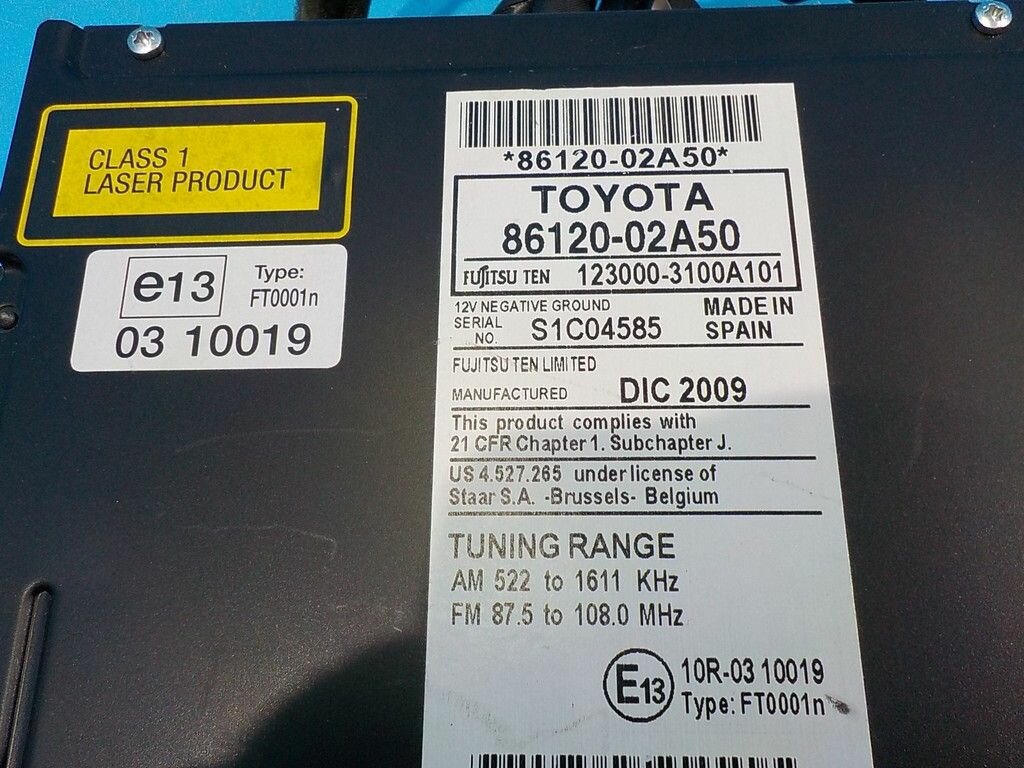 CLASS 1
LASER PRODUCT
e13
Type:
FT0001n
03 10019
*86120-02A50*
TOYOTA
86120-02A50
FUJITSU TEN 123000-3100A101
12V NEGATIVE GROUND
MADE IN
SPAIN
SERIAL
NO.
S1C04585
FUJITSU TEN LIMITED
MANUFACTURED DIC 2009
This product complies with
21 CFR Chapter 1. Subchapter J.
US 4.527.265 under license of
Staar S.A. -Brussels- Belgium
TUNING RANGE
AM 522 to 1611 KHz
FM 87.5 to 108.0 MHz
E13
10R-03 10019
Type: FT0001n